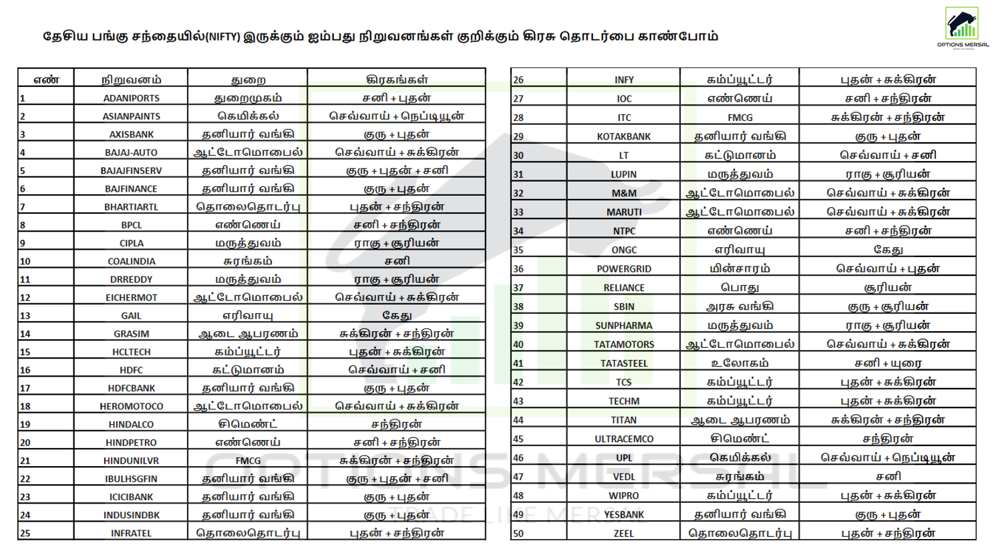 தேசிய பங்கு சந்தையில்(NIFTY) இருக்கும் ஐம்பது நிறுவனங்கள் குறிக்கும் கிரக தொடர்பை காண்போம்
OPTIONS MERSAL
TRADE LIKE MERSAL
எண் நிறுவனம் துறை கிரகங்கள்
1 ADANIPORTS துறைமுகம் சனி + புதன்
2 ASIANPAINTS கெமிக்கல் செவ்வாய் + நெப்டியூன்
3 AXISBANK தனியார் வங்கி குரு + புதன்
4 BAJAJ-AUTO ஆட்டோமொபைல் செவ்வாய் + சுக்கிரன்
5 BAJAJFINSERV தனியார் வங்கி குரு + புதன் + சனி
6 BAJFINANCE தனியார் வங்கி குரு + புதன்
7 BHARTIARTL தொலைதொடர்பு புதன் + சந்திரன்
8 BPCL எண்ணெய் சனி + சந்திரன்
9 CIPLA மருத்துவம் ராகு + சூரியன்
10 COALINDIA சுரங்கம் சனி
11 DRREDDY மருத்துவம் ராகு + சூரியன்
12 EICHERMOT ஆட்டோமொபைல் செவ்வாய் + சுக்கிரன்
13 GAIL எரிவாயு கேது
14 GRASIM ஆடை ஆபரணம் சுக்கிரன் + சந்திரன்
15 HCLTECH கம்ப்யூட்டர் புதன் + சுக்கிரன்
16 HDFC கட்டுமானம் செவ்வாய் + சனி
17 HDFCBANK தனியார் வங்கி குரு + புதன்
18 HEROMOTOCO ஆட்டோமொபைல் செவ்வாய் + சுக்கிரன்
19 HINDALCO சிமெண்ட் சந்திரன்
20 HINDPETRO எண்ணெய் சனி + சந்திரன்
21 HINDUNILVR FMCG சுக்கிரன் + சந்திரன்
22 IBULHSGFIN தனியார் வங்கி குரு + புதன் + சனி
23 ICICIBANK தனியார் வங்கி குரு + புதன்
24 INDUSINDBK தனியார் வங்கி குரு + புதன்
25 INFRATEL தொலைதொடர்பு புதன் + சந்திரன்
26 INFY கம்ப்யூட்டர் புதன் + சுக்கிரன்
27 IOC எண்ணெய் சனி + சந்திரன்
28 ITC FMCG சுக்கிரன் + சந்திரன்
29 KOTAKBANK தனியார் வங்கி குரு + புதன்
30 LT கட்டுமானம் செவ்வாய் + சனி
31 LUPIN மருத்துவம் ராகு + சூரியன்
32 M&M ஆட்டோமொபைல் செவ்வாய் + சுக்கிரன்
33 MARUTI ஆட்டோமொபைல் செவ்வாய் + சுக்கிரன்
34 NTPC எண்ணெய் சனி + சந்திரன்
35 ONGC எரிவாயு கேது
36 POWERGRID மின்சாரம் செவ்வாய் + புதன்
37 RELIANCE பொது சூரியன்
38 SBIN அரசு வங்கி குரு + சூரியன்
39 SUNPHARMA மருத்துவம் ராகு + சூரியன்
40 TATAMOTORS ஆட்டோமொபைல் செவ்வாய் + சுக்கிரன்
41 TATASTEEL உலோகம் சனி + யுரை
42 TCS கம்ப்யூட்டர் புதன் + சுக்கிரன்
43 TECHM கம்ப்யூட்டர் புதன் + சுக்கிரன்
44 TITAN ஆடை ஆபரணம் சுக்கிரன் + சந்திரன்
45 ULTRACEMCO சிமெண்ட் சந்திரன்
46 UPL கெமிக்கல் செவ்வாய் + நெப்டியூன்
47 VEDL சுரங்கம் சனி
48 WIPRO கம்ப்யூட்டர் புதன் + சுக்கிரன்
49 YESBANK தனியார் வங்கி குரு + புதன்
50 ZEEL தொலைதொடர்பு புதன் + சந்திரன்
OPTIONS MERSAL
TRADE LIKE MERSAL